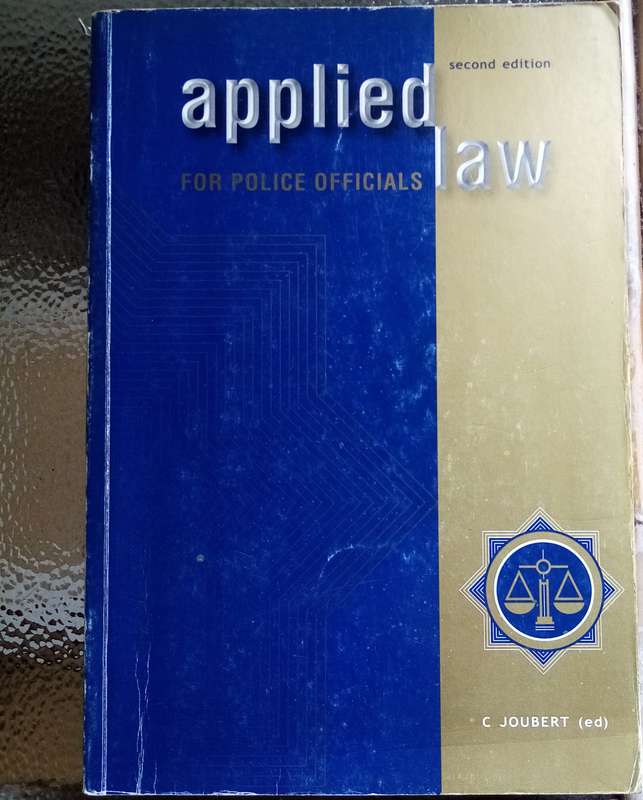 second edition
applied
law
FOR POLICE OFFICIALS
C JOUBERT (ed)